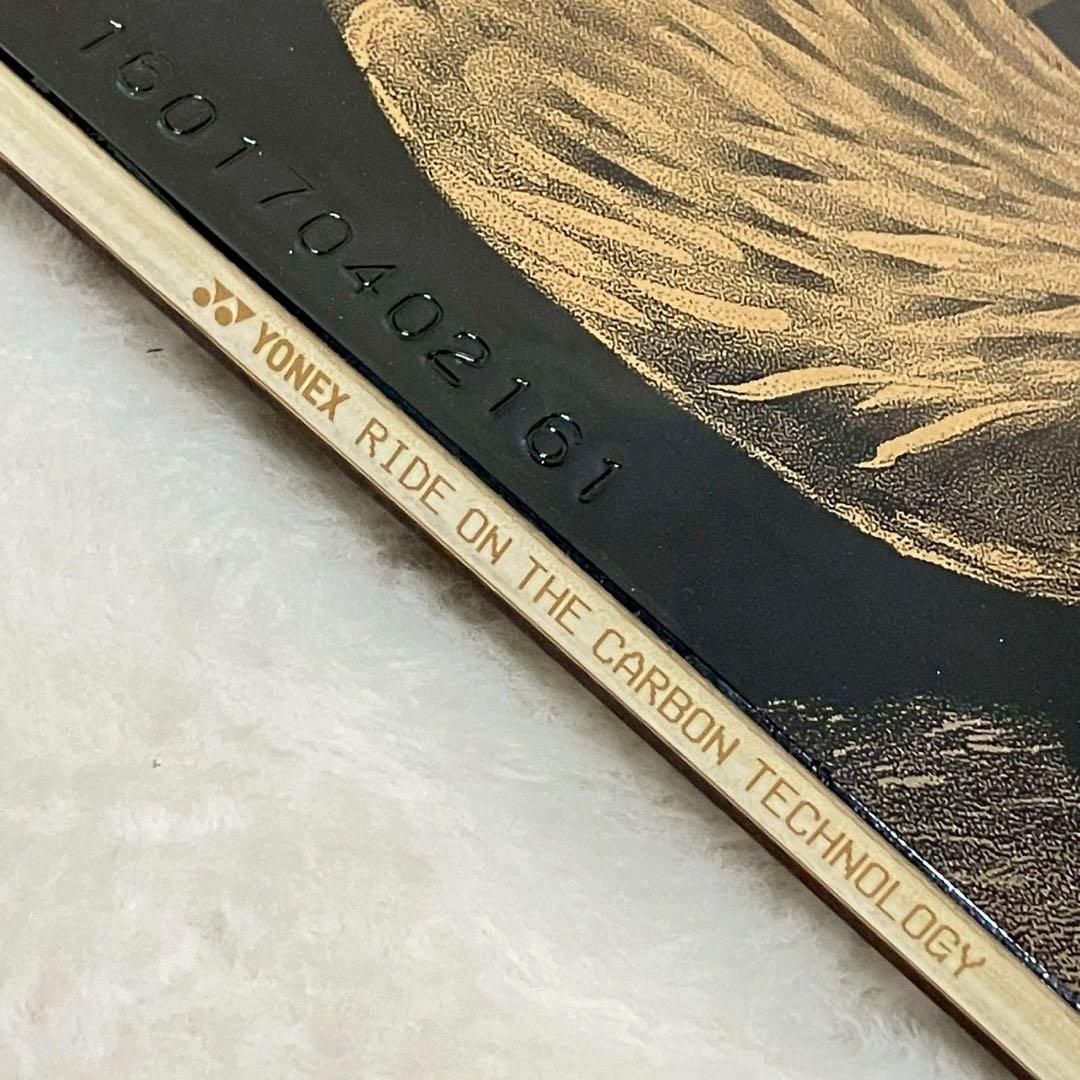 160170402161
YONEX RIDE ON THE CARBON TECHNOLOGY